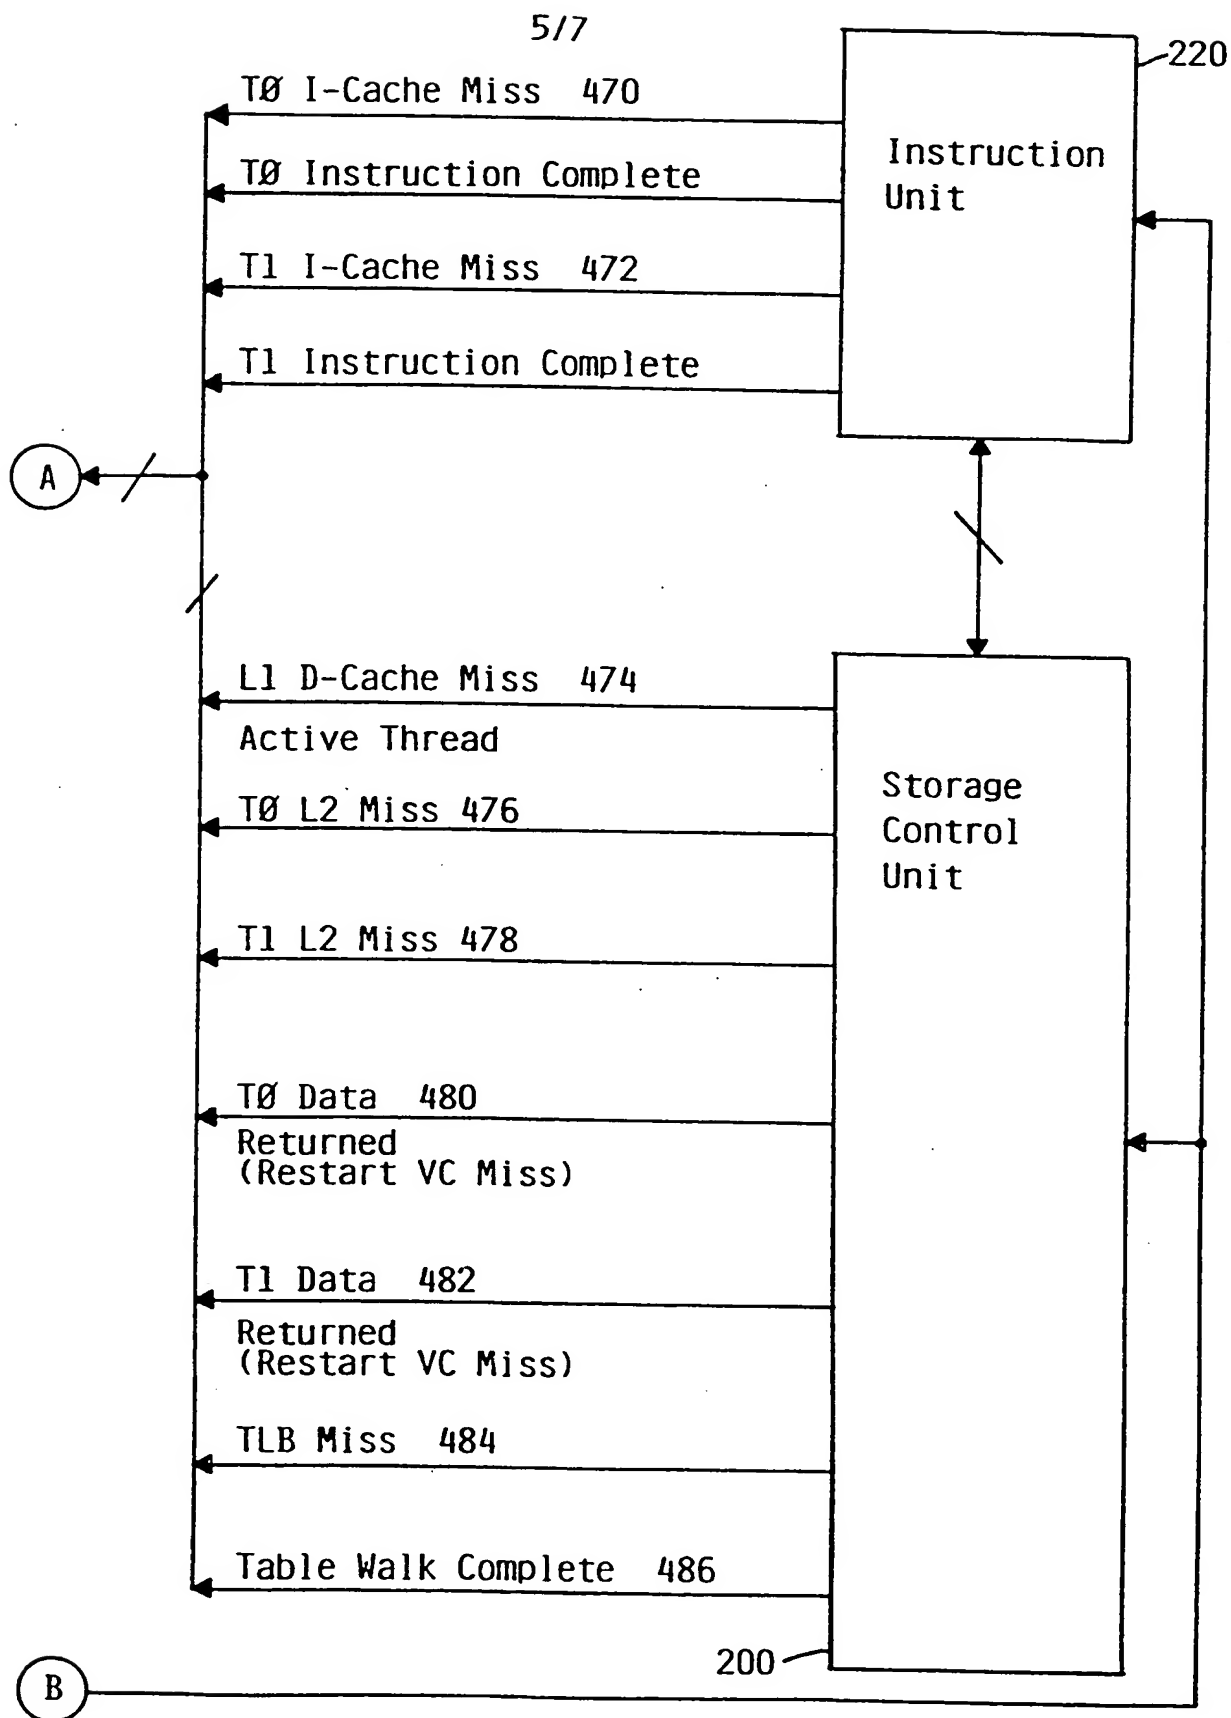 5/7
220
TØ I-Cache Miss 470
Instruction
Unit
TØ Instruction Complete
T1 I-Cache Miss 472
T1 Instruction Complete
A
L1 D-Cache Miss 474
Active Thread
Storage
Control
Unit
TØ L2 Miss 476
T1 L2 Miss 478
TØ Data 480
Returned
(Restart VC Miss)
T1 Data 482
Returned
(Restart VC Miss)
TLB Miss 484
Table Walk Complete 486
200
B